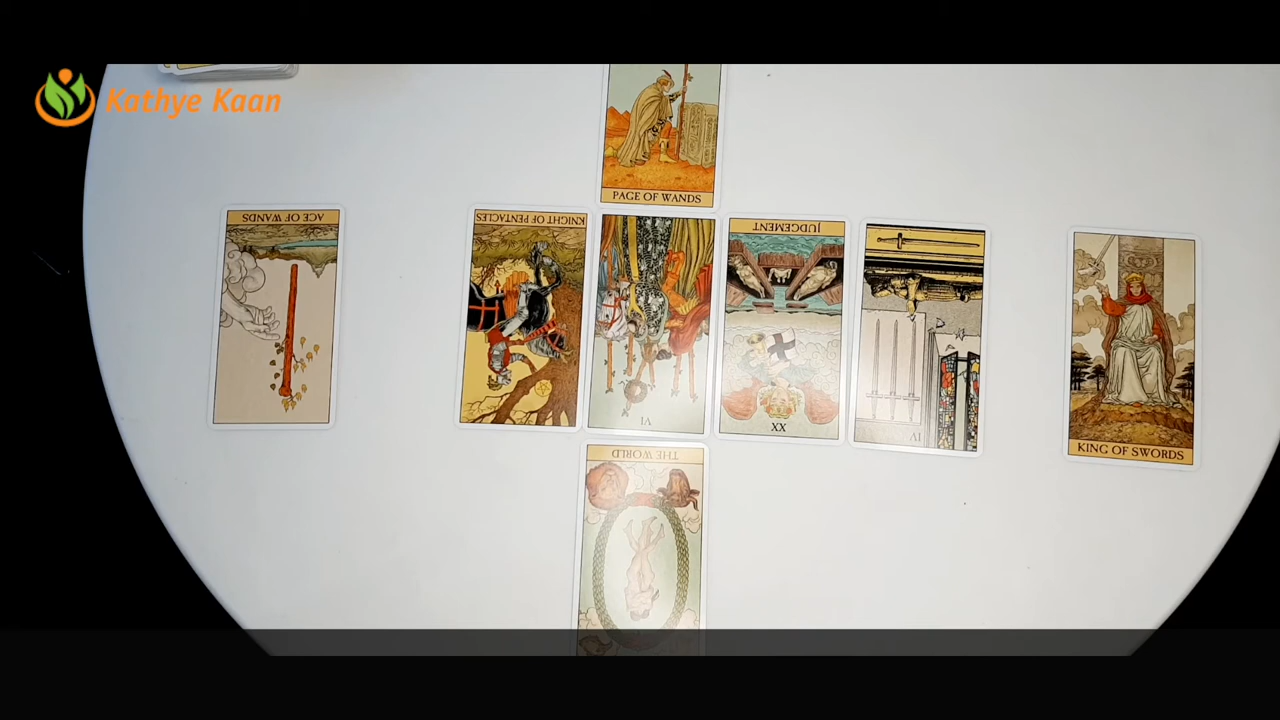 Kathye Kaan
PAGE OF WANDS
ACE OF WANDS
KNIGHT OF PENTACLES
VI
JUDGEMENT
XX
IV
KING OF SWORDS
THE WORLD